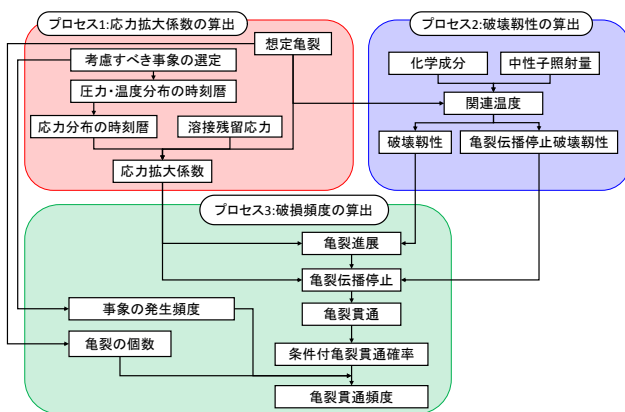 プロセス1:応力拡大係数の算出
想定亀裂
考慮すべき事象の選定
圧力・温度分布の時刻暦
応力分布の時刻暦
溶接残留応力
応力拡大係数
プロセス2:破壊靱性の算出
化学成分
中性子照射量
関連温度
破壊靱性
亀裂伝播停止破壊靱性
プロセス3:破損頻度の算出
亀裂進展
亀裂伝播停止
亀裂貫通
事象の発生頻度
亀裂の個数
条件付亀裂貫通確率
亀裂貫通頻度